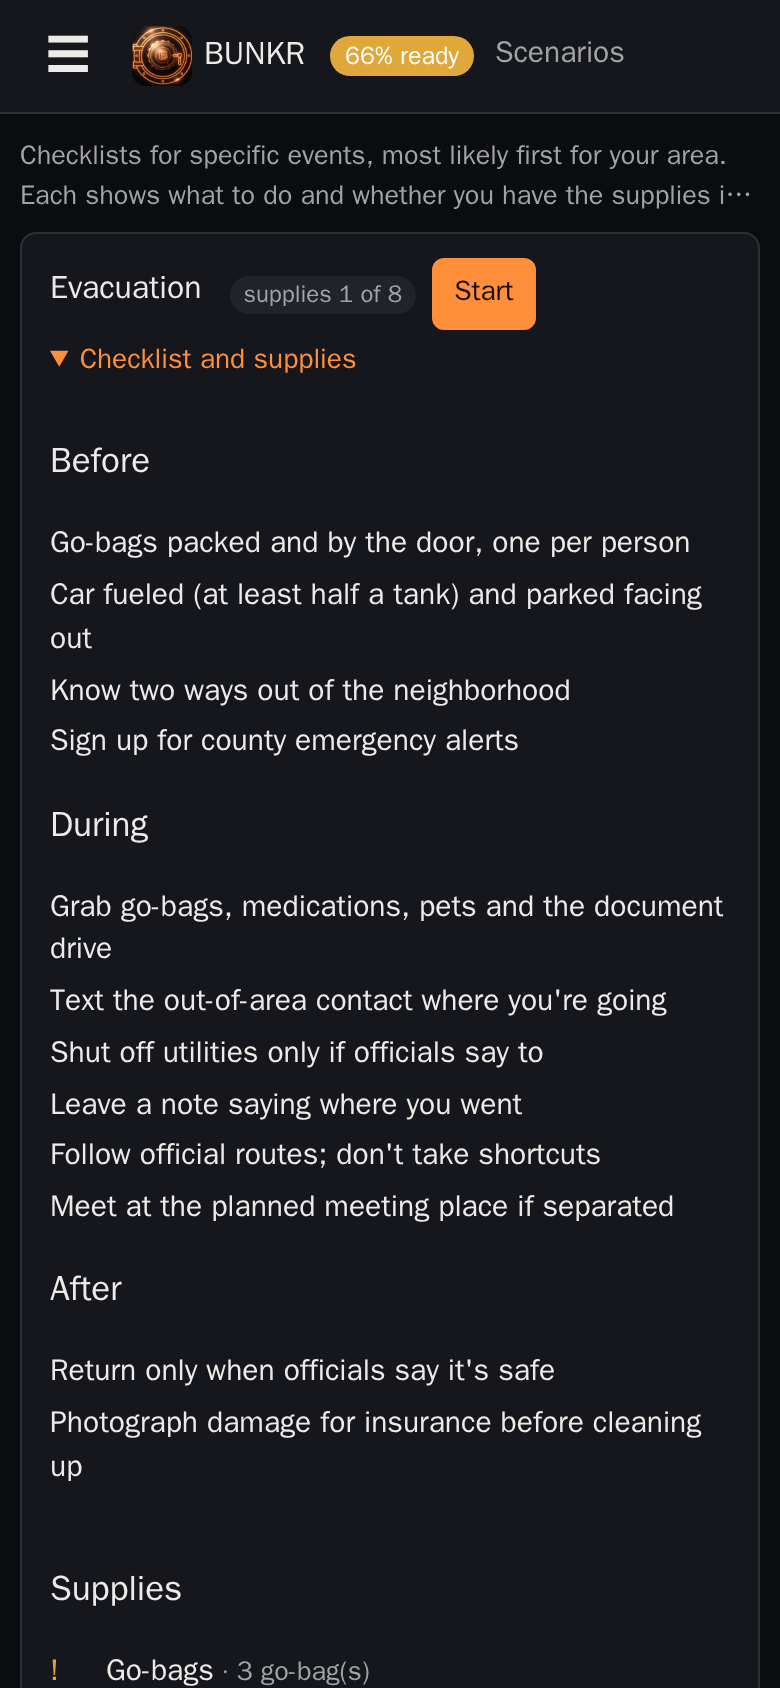 BUNKR 66% ready Scenarios
Checklists for specific events, most likely first for your area.
Each shows what to do and whether you have the supplies i…
Evacuation supplies 1 of 8 Start
▼ Checklist and supplies
Before
Go-bags packed and by the door, one per person
Car fueled (at least half a tank) and parked facing
out
Know two ways out of the neighborhood
Sign up for county emergency alerts
During
Grab go-bags, medications, pets and the document
drive
Text the out-of-area contact where you're going
Shut off utilities only if officials say to
Leave a note saying where you went
Follow official routes; don't take shortcuts
Meet at the planned meeting place if separated
After
Return only when officials say it's safe
Photograph damage for insurance before cleaning
up
Supplies
! Go-bags · 3 go-bag(s)